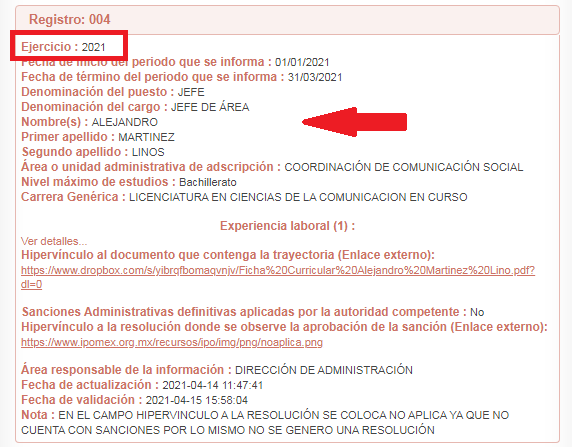 Registro: 004
Ejercicio : 2021
Fecha de inicio del periodo que se informa : 01/01/2021
Fecha de término del periodo que se informa : 31/03/2021
Denominación del puesto : JEFE
Denominación del cargo : JEFE DE ÁREA
Nombre(s) : ALEJANDRO
Primer apellido : MARTINEZ
Segundo apellido : LINOS
Área o unidad administrativa de adscripción : COORDINACIÓN DE COMUNICACIÓN SOCIAL
Nivel máximo de estudios : Bachillerato
Carrera Genérica : LICENCIATURA EN CIENCIAS DE LA COMUNICACION EN CURSO
Experiencia laboral (1) :
Ver detalles...
Hipervínculo al documento que contenga la trayectoria (Enlace externo):
https://www.dropbox.com/s/yibrqfbomaqvnjv/Ficha%20Curricular%20Alejandro%20Martinez%20Lino.pdf?
dl=0
Sanciones Administrativas definitivas aplicadas por la autoridad competente : No
Hipervínculo a la resolución donde se observe la aprobación de la sanción (Enlace externo):
https://www.ipomex.org.mx/recursos/ipo/img/png/noaplica.png
Área responsable de la información : DIRECCIÓN DE ADMINISTRACIÓN
Fecha de actualización : 2021-04-14 11:47:41
Fecha de validación : 2021-04-15 15:58:04
Nota : EN EL CAMPO HIPERVINCULO A LA RESOLUCIÓN SE COLOCA NO APLICA YA QUE NO
CUENTA CON SANCIONES POR LO MISMO NO SE GENERO UNA RESOLUCIÓN